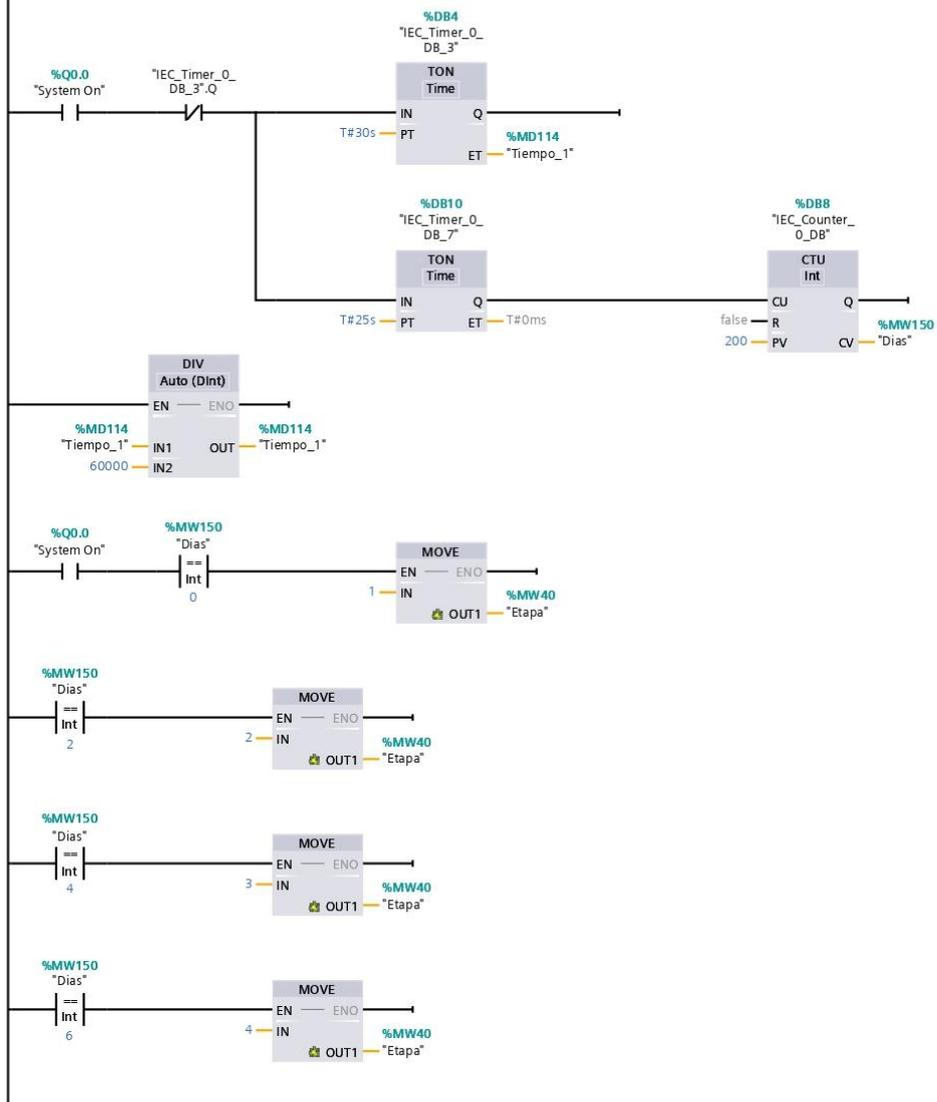 %DB4
"IEC_Timer_0_
DB_3"
%Q0.0
"System On"
"IEC_Timer_0_
DB_3".Q
TON
Time
IN
Q
T#30s
PT
ET
%MD114
"Tiempo_1"
%DB10
"IEC_Timer_0_
DB_7"
TON
Time
IN
Q
T#25s
PT
ET
T#0ms
%DB8
"IEC_Counter_
0_DB"
CTU
Int
CU
Q
false
R
200
PV
CV
%MW150
"Dias"
DIV
Auto (DInt)
EN
ENO
%MD114
"Tiempo_1"
IN1
60000
IN2
OUT
%MD114
"Tiempo_1"
%Q0.0
"System On"
%MW150
"Dias"
==
Int
0
MOVE
EN
ENO
1
IN
OUT1
%MW40
"Etapa"
%MW150
"Dias"
==
Int
2
MOVE
EN
ENO
2
IN
OUT1
%MW40
"Etapa"
%MW150
"Dias"
==
Int
4
MOVE
EN
ENO
3
IN
OUT1
%MW40
"Etapa"
%MW150
"Dias"
==
Int
6
MOVE
EN
ENO
4
IN
OUT1
%MW40
"Etapa"